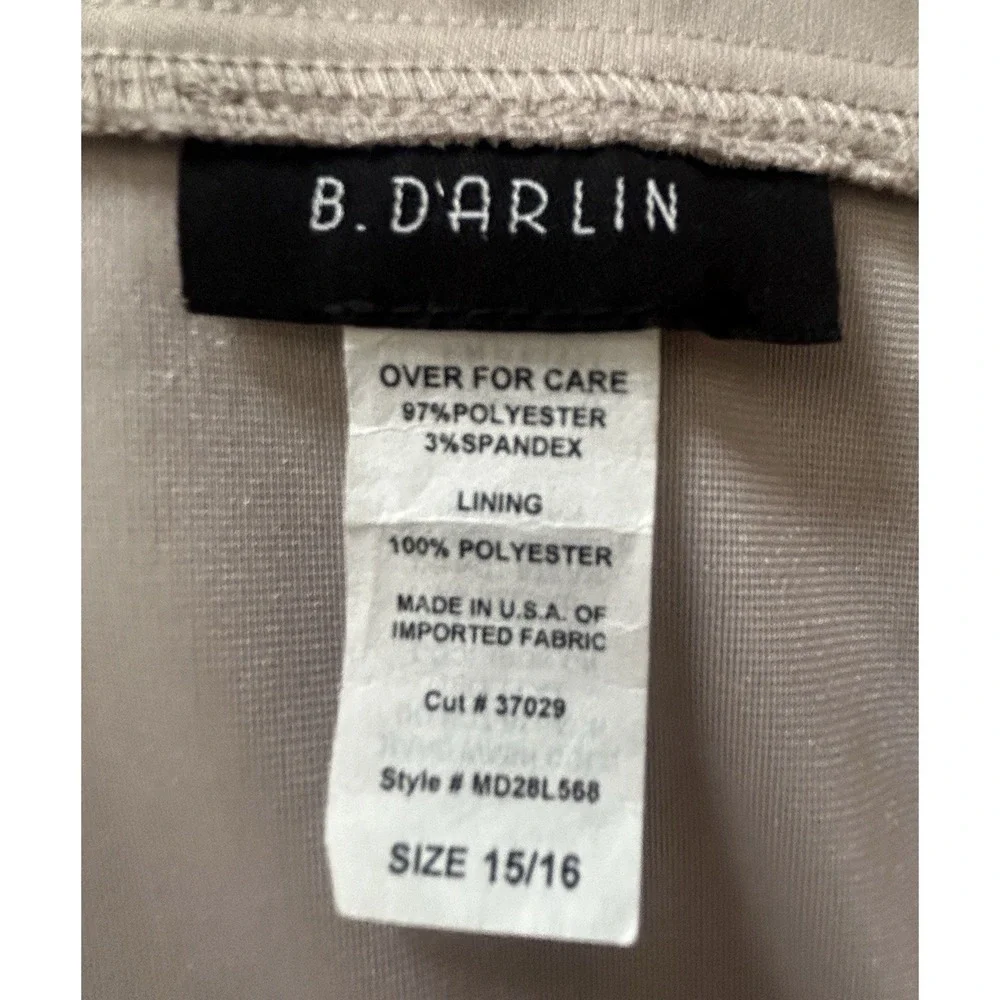 B. D'ARLIN
OVER FOR CARE
97%POLYESTER
3%SPANDEX
LINING
100% POLYESTER
MADE IN U.S.A. OF
IMPORTED FABRIC
Cut # 37029
Style # MD28L568
SIZE 15/16